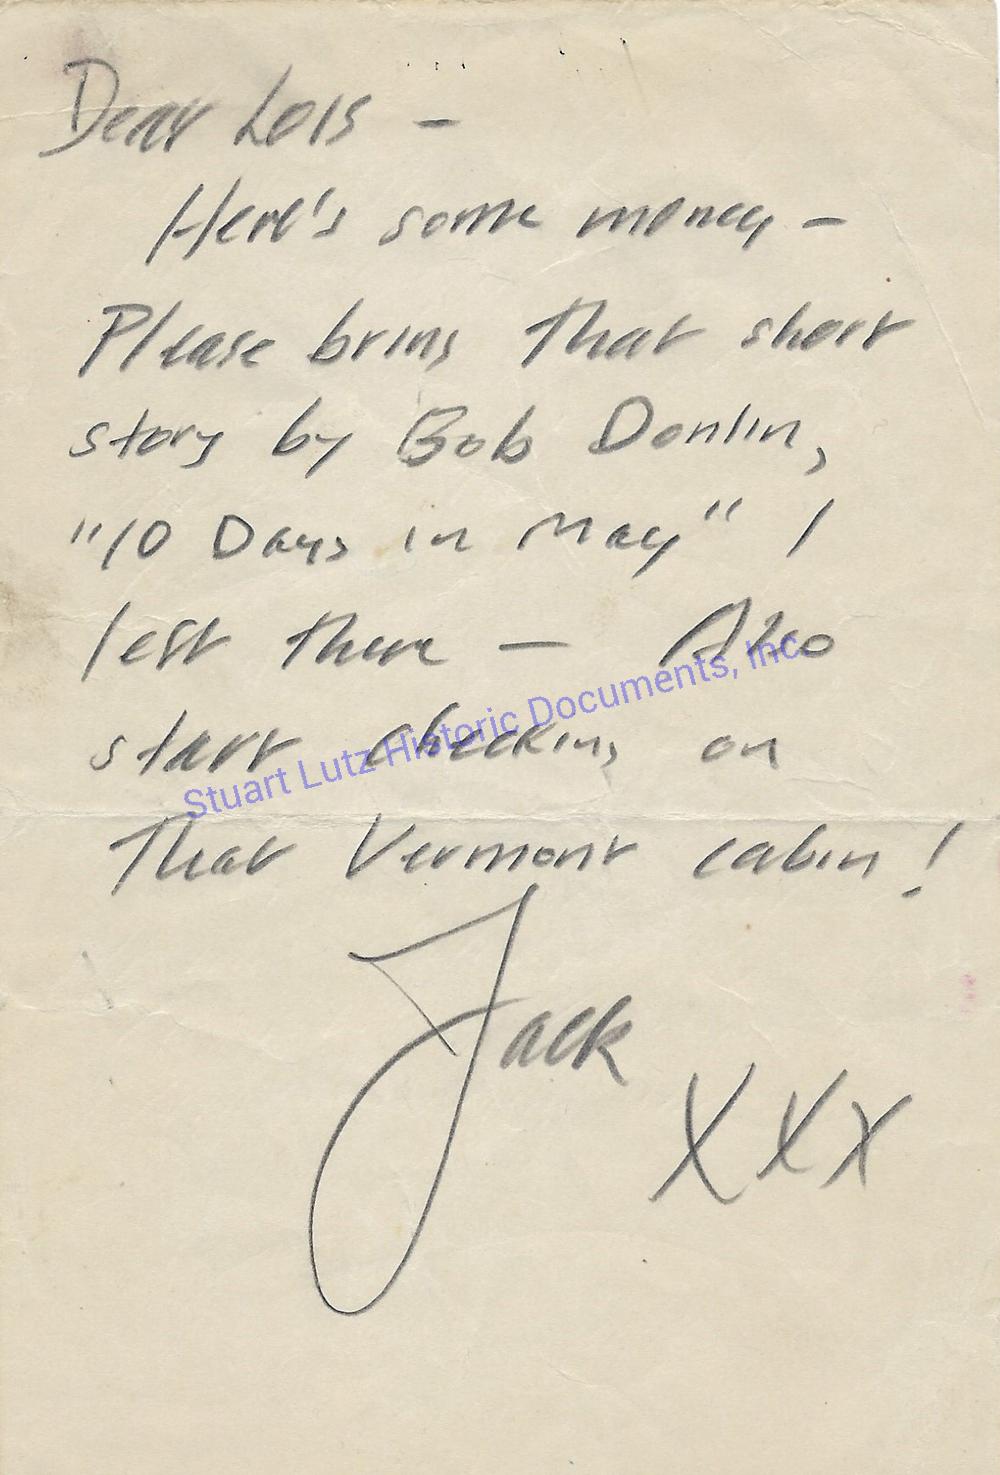 Dear Lois —
Here's some money —
Please bring that short
story by Bob Donlin,
"10 Days in May" I
left there — Also
start checking on
that Vermont cabin!
Jack
XXX
Stuart Lutz Historic Documents, Inc.